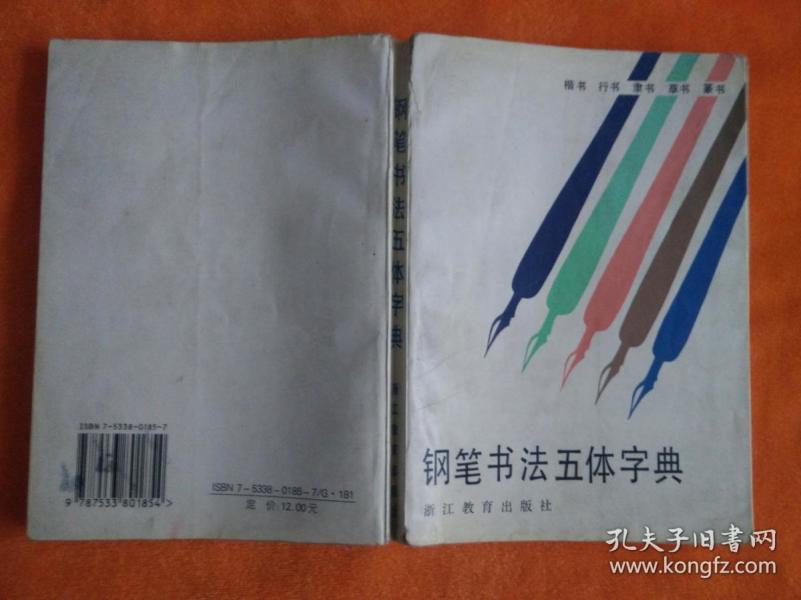 楷书 行书 隶书 草书 篆书
钢笔书法五体字典
浙江教育出版社
钢笔书法五体字典
浙江教育出版社
ISBN 7-5338-0185-7
9 787533 801854 >
ISBN 7-5338-0185-7/G·181
定价:12.00元
孔夫子旧书网
www.kongfz.com